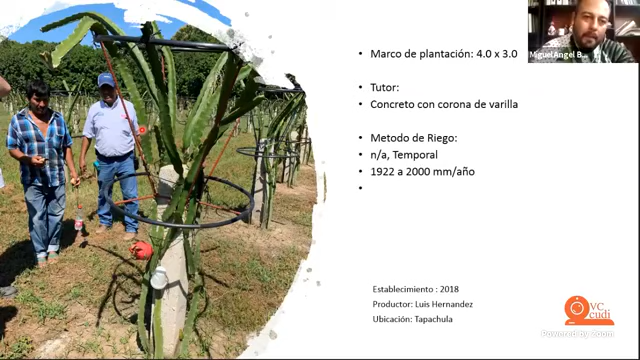 • Marco de plantación: 4.0 x 3.0
• Tutor:
• Concreto con corona de varilla
• Metodo de Riego:
• n/a, Temporal
• 1922 a 2000 mm/año
•
Establecimiento : 2018
Productor: Luis Hernandez
Ubicación: Tapachula
MiguelAngel B...
VC
cudi
Powered by Zoom